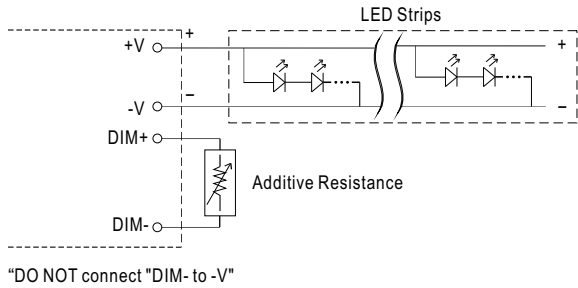 LED Strips
+V + +
-V – –
DIM+
Additive Resistance
DIM-
“DO NOT connect "DIM- to -V"